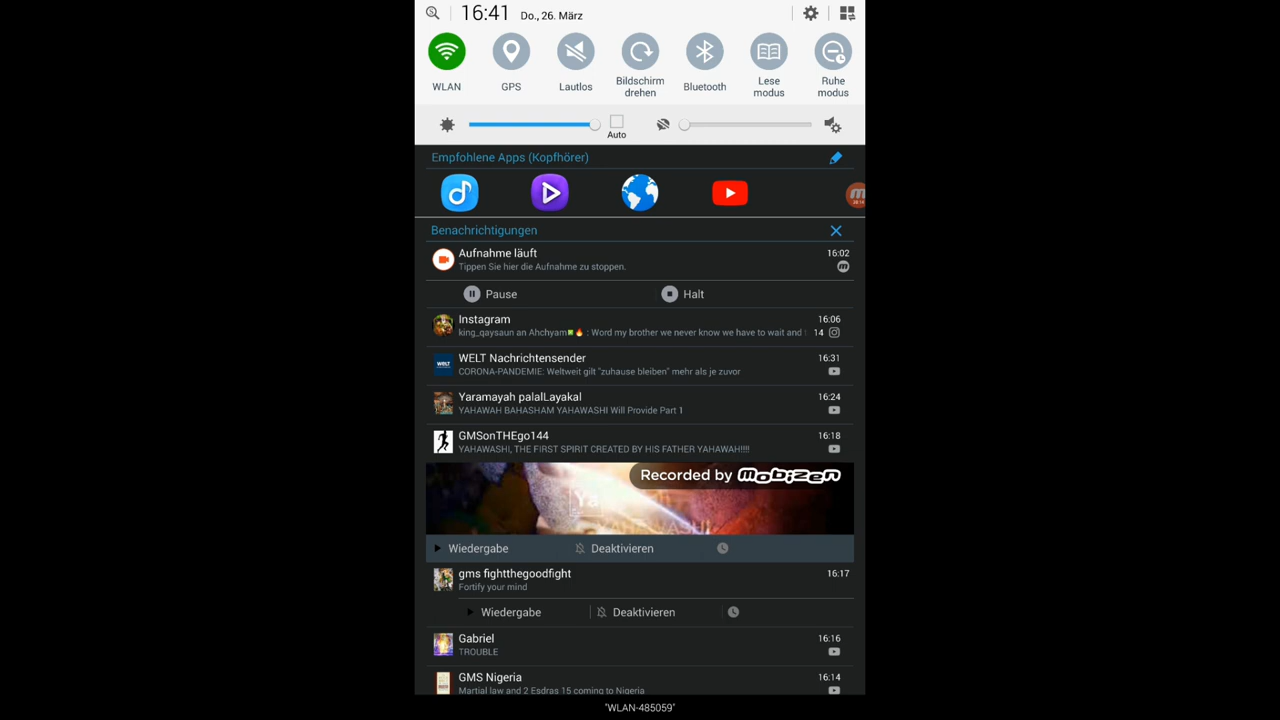 16:41 Do., 26. März
WLAN
GPS
Lautlos
Bildschirm drehen
Bluetooth
Lese modus
Ruhe modus
Auto
Empfohlene Apps (Kopfhörer)
Benachrichtigungen
Aufnahme läuft 16:02
Tippen Sie hier die Aufnahme zu stoppen.
Pause Halt
Instagram 16:06
king_qaysaun an Ahchyam : Word my brother we never know we have to wait and 14
WELT Nachrichtensender 16:31
CORONA-PANDEMIE: Weltweit gilt "zuhause bleiben" mehr als je zuvor
Yaramayah palalLayakal 16:24
YAHAWAH BAHASHAM YAHAWASHI Will Provide Part 1
GMSonTHEgo144 16:18
YAHAWASHI, THE FIRST SPIRIT CREATED BY HIS FATHER YAHAWAH!!!!
Recorded by mobizen
Ya
YAHAWASHI
Wiedergabe Deaktivieren
gms fightthegoodfight 16:17
Fortify your mind
Wiedergabe Deaktivieren
Gabriel 16:16
TROUBLE
GMS Nigeria 16:14
Martial law and 2 Esdras 15 coming to Nigeria
"WLAN-485059"